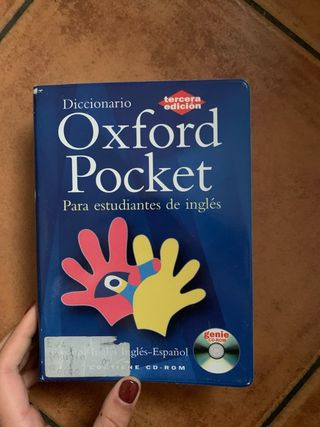 Diccionario
tercera
edición
Oxford
Pocket
Para estudiantes de inglés
genie
CD-ROM
Inglés-Español
CONTIENE CD-ROM